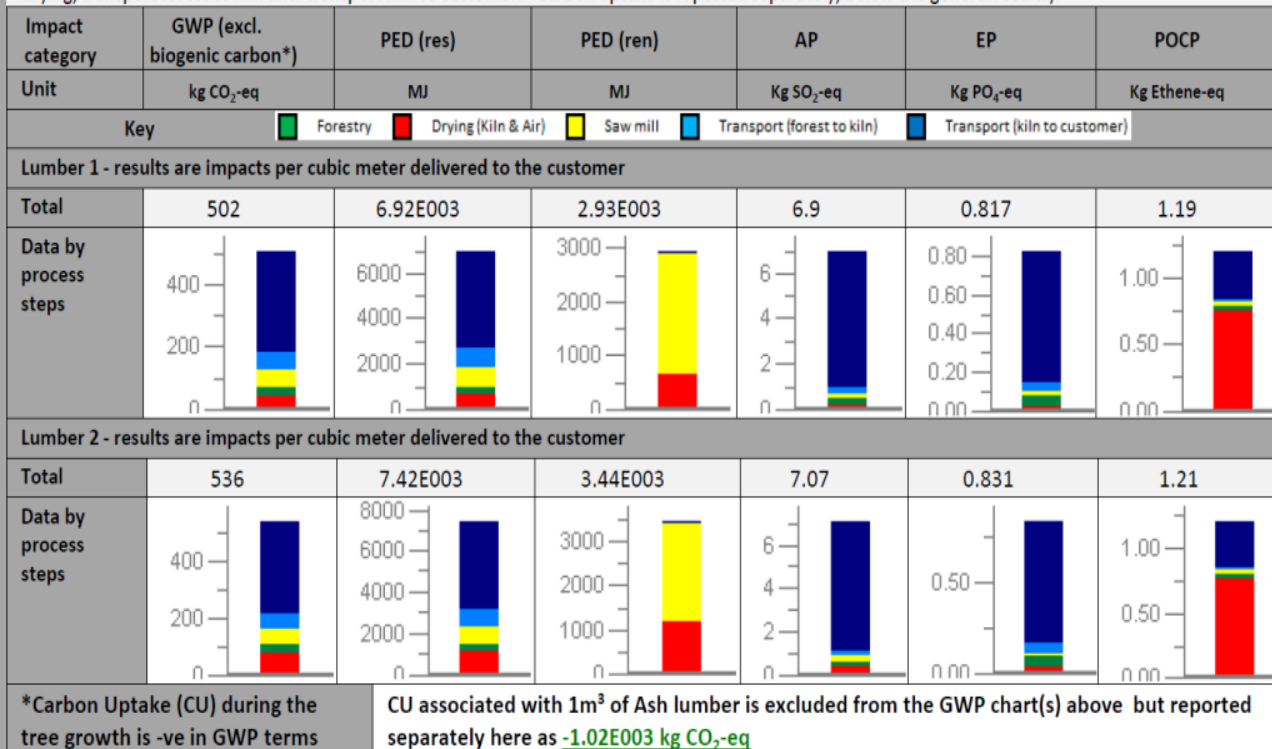 Impact category
GWP (excl. biogenic carbon*)
PED (res)
PED (ren)
AP
EP
POCP
Unit
kg CO₂-eq
MJ
MJ
Kg SO₂-eq
Kg PO₄-eq
Kg Ethene-eq
Key
Forestry
Drying (Kiln & Air)
Saw mill
Transport (forest to kiln)
Transport (kiln to customer)
Lumber 1 - results are impacts per cubic meter delivered to the customer
Total
502
6.92E003
2.93E003
6.9
0.817
1.19
Data by process steps
400
200
0
6000
4000
2000
0
3000
2000
1000
0
6
4
2
0
0.80
0.60
0.40
0.20
0.00
1.00
0.50
0.00
Lumber 2 - results are impacts per cubic meter delivered to the customer
Total
536
7.42E003
3.44E003
7.07
0.831
1.21
Data by process steps
400
200
0
8000
6000
4000
2000
0
3000
2000
1000
0
6
4
2
0
0.50
0.00
1.00
0.50
0.00
*Carbon Uptake (CU) during the
tree growth is -ve in GWP terms
CU associated with 1m³ of Ash lumber is excluded from the GWP chart(s) above but reported
separately here as -1.02E003 kg CO₂-eq